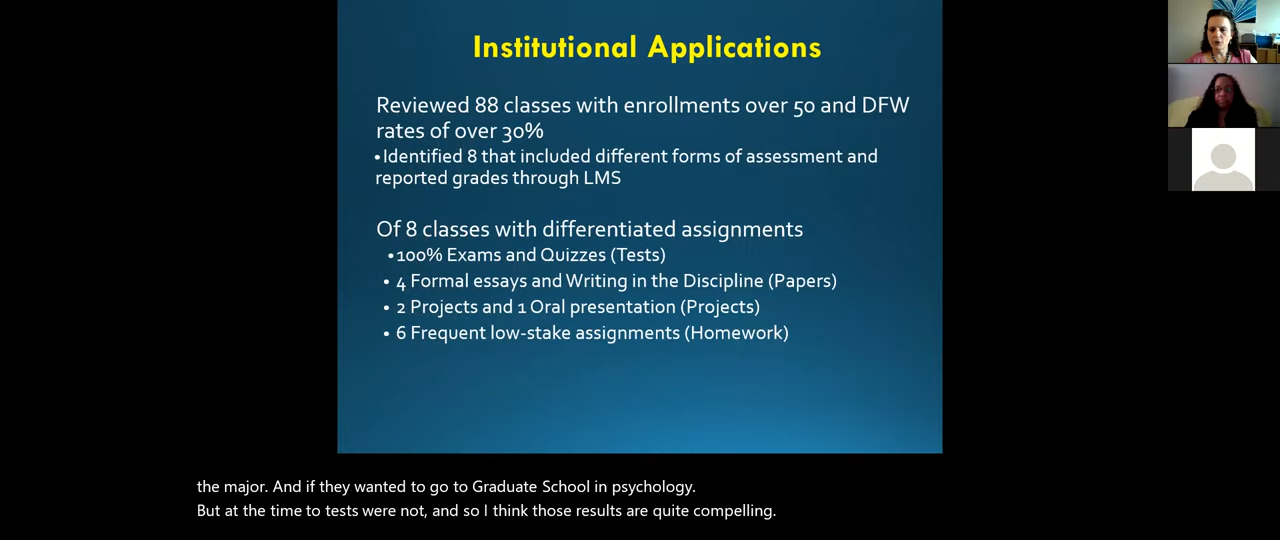 Institutional Applications
Reviewed 88 classes with enrollments over 50 and DFW
rates of over 30%
•Identified 8 that included different forms of assessment and
reported grades through LMS
Of 8 classes with differentiated assignments
•100% Exams and Quizzes (Tests)
• 4 Formal essays and Writing in the Discipline (Papers)
• 2 Projects and 1 Oral presentation (Projects)
• 6 Frequent low-stake assignments (Homework)
the major. And if they wanted to go to Graduate School in psychology.
But at the time to tests were not, and so I think those results are quite compelling.